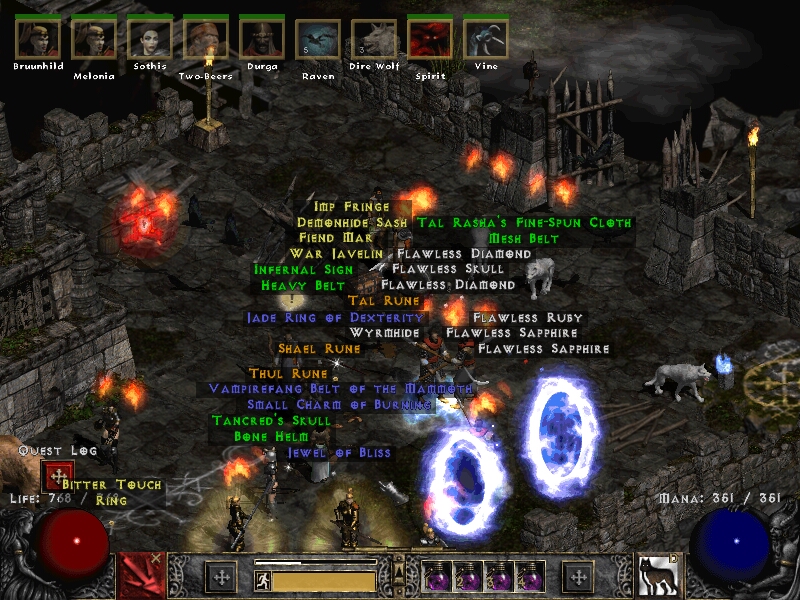 Bruunhild
Melonia
Sothis
Two-Beers
Durga
5
Raven
3
Dire Wolf
Spirit
Vine
Imp Fringe
Demonhide Sash
Tal Rasha's Fine-Spun Cloth
Fiend Mar
Mesh Belt
War Javelin
Flawless Diamond
Infernal Sign
Flawless Skull
Heavy Belt
Flawless Diamond
Tal Rune
Jade Ring of Dexterity
Flawless Ruby
Wyrmhide
Flawless Sapphire
Shael Rune
Flawless Sapphire
Thul Rune
Vampirefang Belt of the Mammoth
Small Charm of Burning
Tancred's Skull
Bone Helm
Jewel of Bliss
Quest Log
Bitter Touch
Ring
Life: 768 /
Mana: 361 / 361